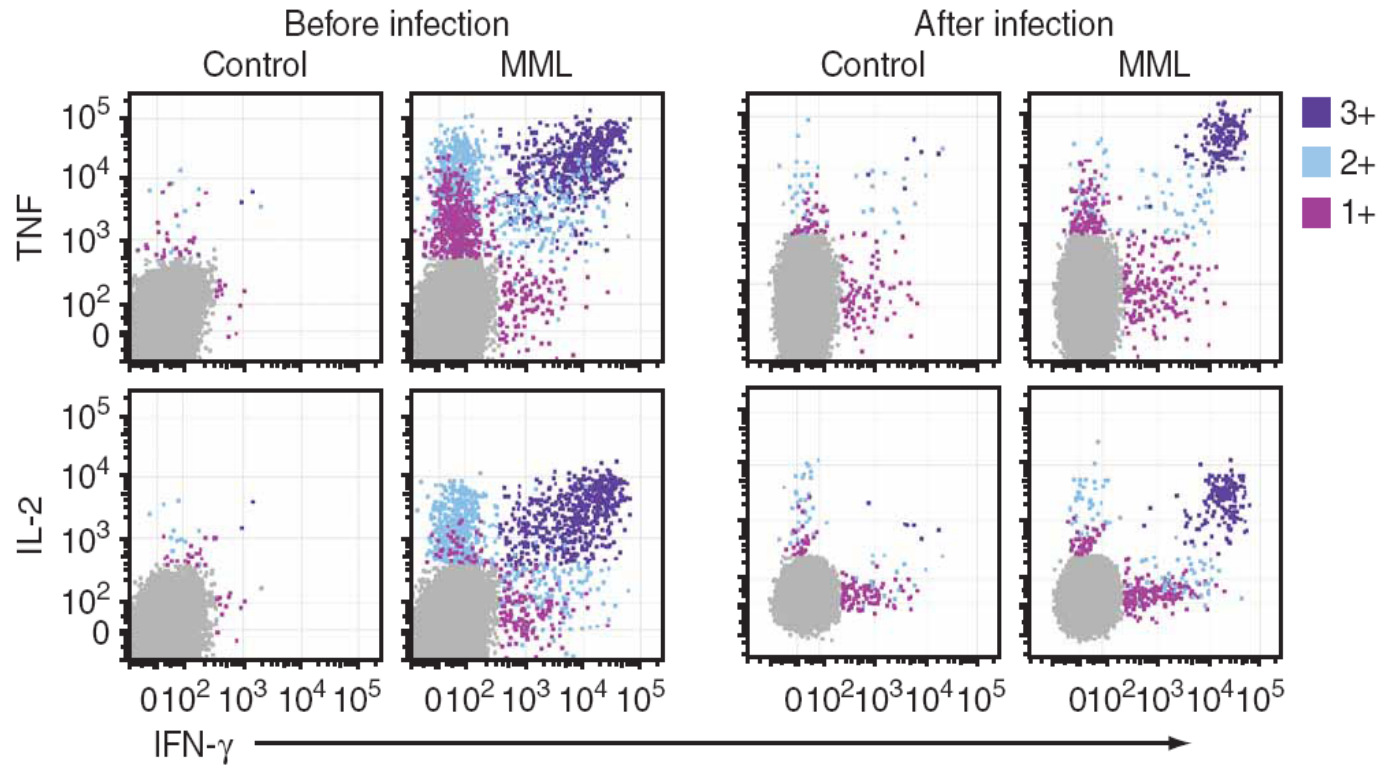 Before infection
After infection
Control
MML
Control
MML
TNF
10⁵
10⁴
10³
10²
0
3+
2+
1+
IL-2
10⁵
10⁴
10³
10²
0
0 10² 10³ 10⁴ 10⁵
0 10² 10³ 10⁴ 10⁵
0 10² 10³ 10⁴ 10⁵
0 10² 10³ 10⁴ 10⁵
IFN-γ